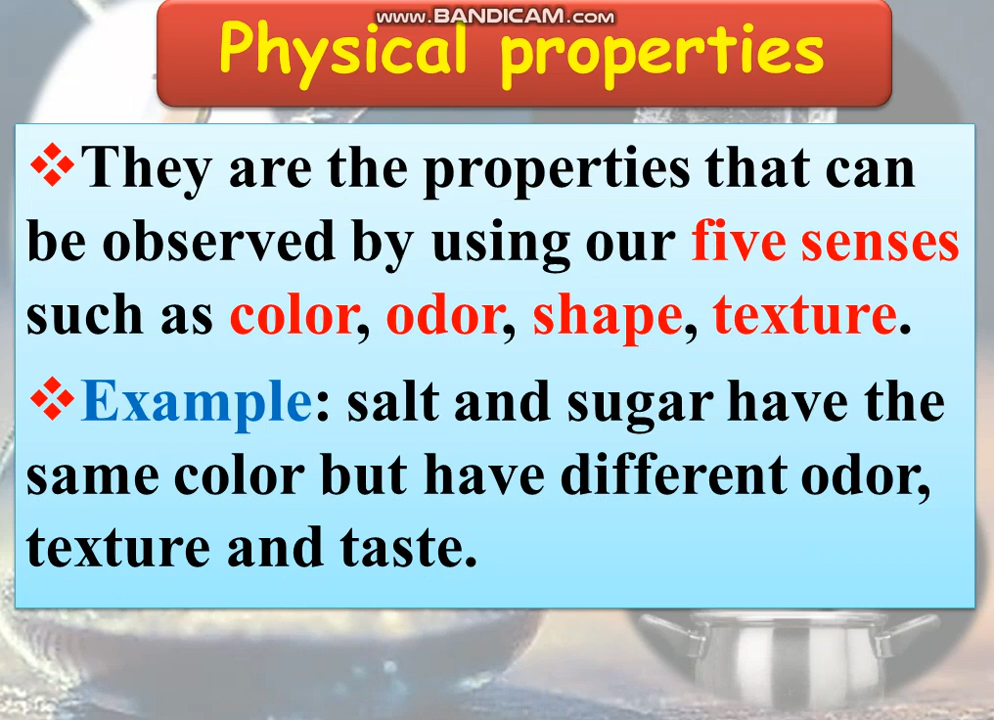 www.BANDICAM.com
Physical properties
❖They are the properties that can
be observed by using our five senses
such as color, odor, shape, texture.
❖Example: salt and sugar have the
same color but have different odor,
texture and taste.